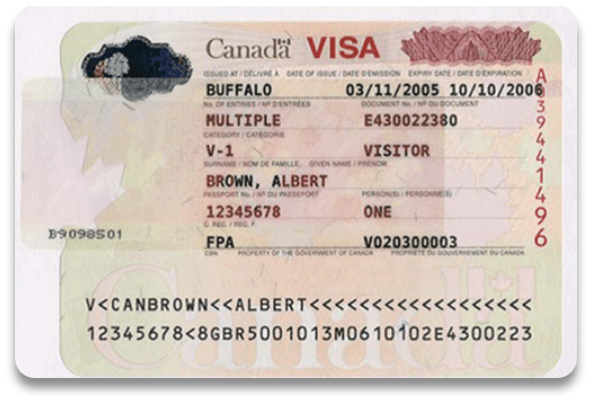 Canada VISA
ISSUED AT / DÉLIVRÉ À DATE OF ISSUE / DATE D'ÉMISSION EXPIRY DATE / DATE D'EXPIRATION
BUFFALO 03/11/2005 10/10/2006
No. OF ENTRIES / Nº D'ENTRÉES DOCUMENT No. / Nº DU DOCUMENT
MULTIPLE E430022380
CATEGORY / CATÉGORIE
V-1 VISITOR
SURNAME / NOM DE FAMILLE, GIVEN NAME / PRÉNOM
BROWN, ALBERT
PASSPORT No. / Nº DU PASSEPORT PERSON(S) / PERSONNE(S)
12345678 ONE
C. REC. / REC. F.
FPA V020300003
PROPERTY OF THE GOVERNMENT OF CANADA PROPRIÉTÉ DU GOUVERNEMENT DU CANADA
B9098501
V<CANBROWN<<ALBERT<<<<<<<<<<<<<<<<<<
12345678<8GBR5001013M0610102E4300223
Canada